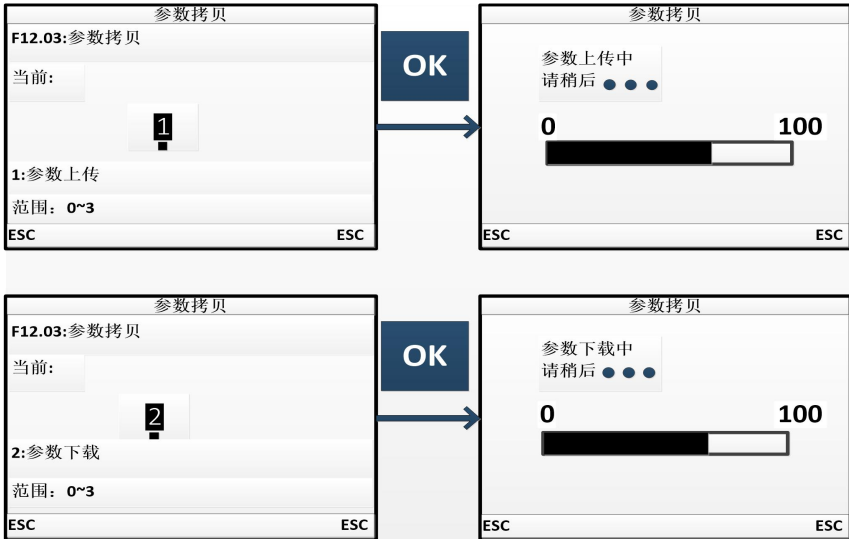 参数拷贝
F12.03:参数拷贝
当前:
1
1:参数上传
范围：0~3
ESC ESC
OK
参数拷贝
参数上传中
请稍后 ●●●
0 100
ESC ESC
参数拷贝
F12.03:参数拷贝
当前:
2
2:参数下载
范围：0~3
ESC ESC
OK
参数拷贝
参数下载中
请稍后 ●●●
0 100
ESC ESC